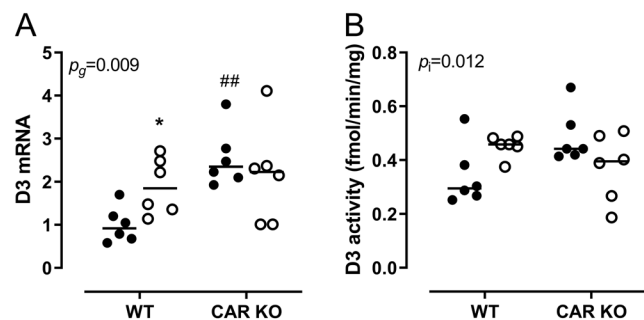 A
B
D3 mRNA
5
4
3
2
1
0
p_g=0.009
*
##
WT
CAR KO
D3 activity (fmol/min/mg)
0.8
0.6
0.4
0.2
0.0
p_i=0.012
WT
CAR KO